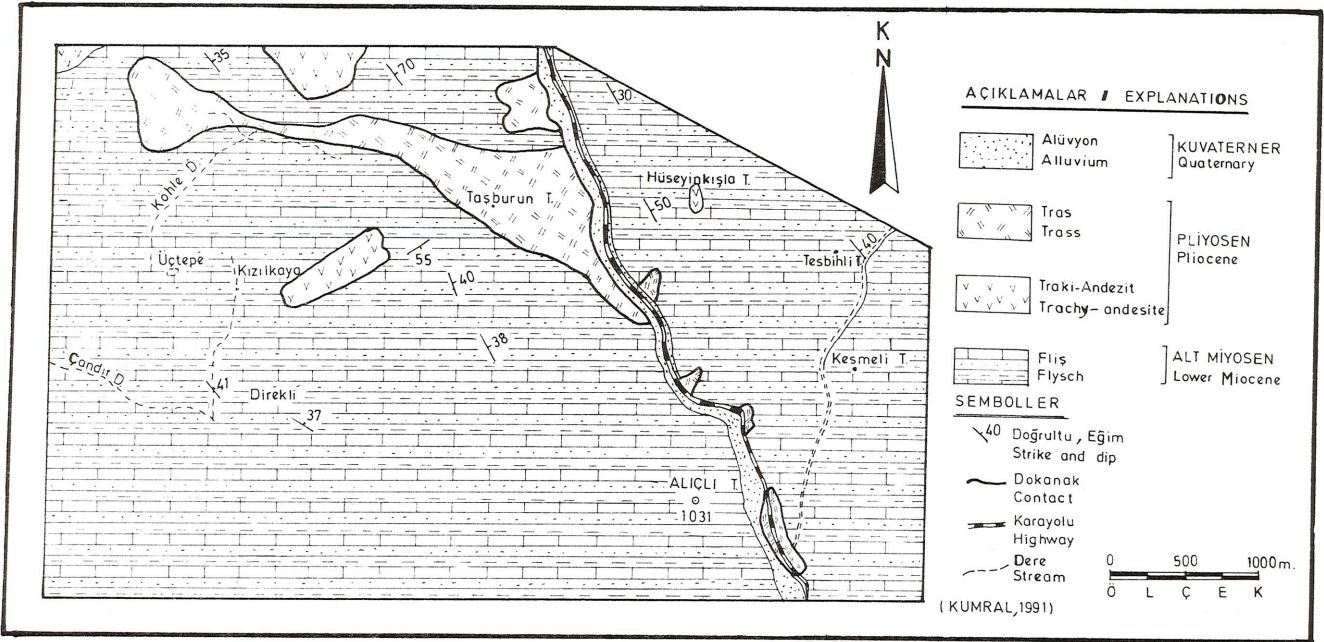 35
70
30
Kohle D.
Taşburun T.
Hüseyinkışla T.
50
Üçtepe
Kızılkaya
55
40
Tesbihli T.
40
38
Keşmeli T.
Çandır D.
41
Direkli
37
ALIÇLI T.
1031
K
N
AÇIKLAMALAR / EXPLANATIONS
Alüvyon
Alluvium
KUVATERNER
Quaternary
Tras
Trass
PLİYOSEN
Pliocene
Traki-Andezit
Trachy-andesite
Fliş
Flysch
ALT MİYOSEN
Lower Miocene
SEMBOLLER
40
Doğrultu, Eğim
Strike and dip
Dokanak
Contact
Karayolu
Highway
Dere
Stream
0 500 1000m.
Ö L Ç E K
(KUMRAL,1991)